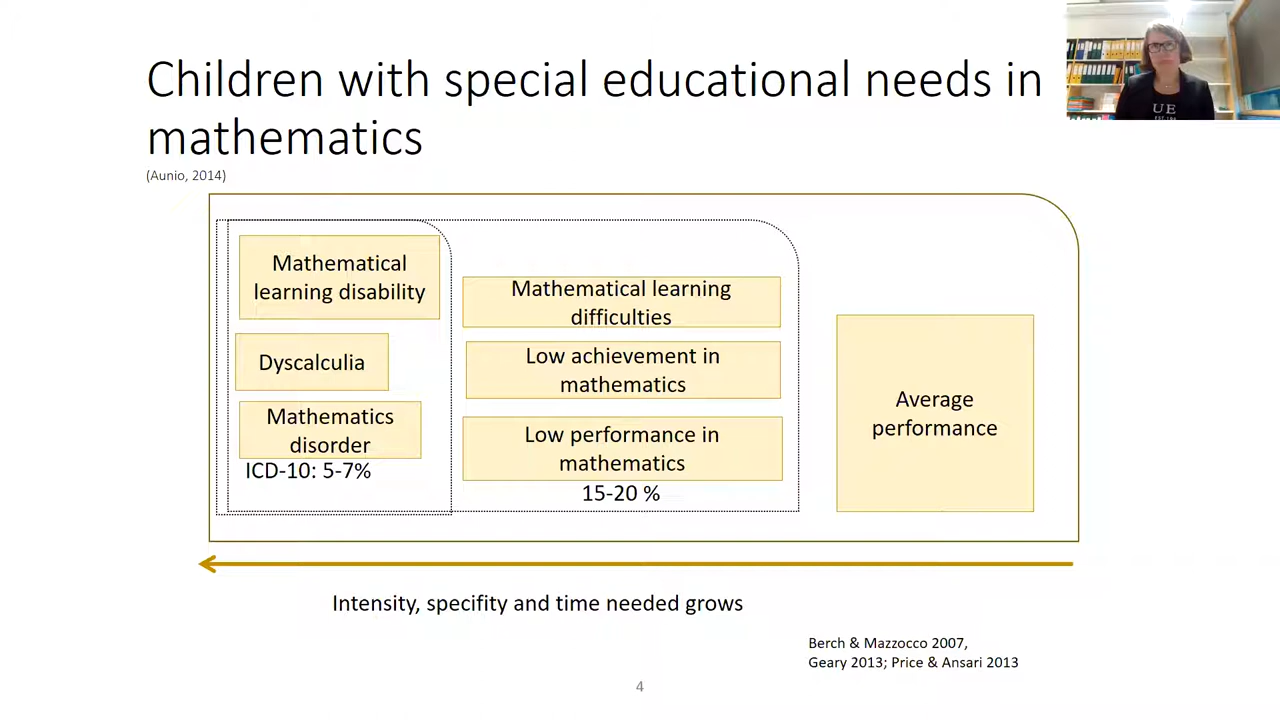 Children with special educational needs in
mathematics
(Aunio, 2014)
Mathematical
learning disability
Dyscalculia
Mathematics
disorder
ICD-10: 5-7%
Mathematical learning
difficulties
Low achievement in
mathematics
Low performance in
mathematics
15-20 %
Average
performance
Intensity, specifity and time needed grows
Berch & Mazzocco 2007,
Geary 2013; Price & Ansari 2013
4
UE